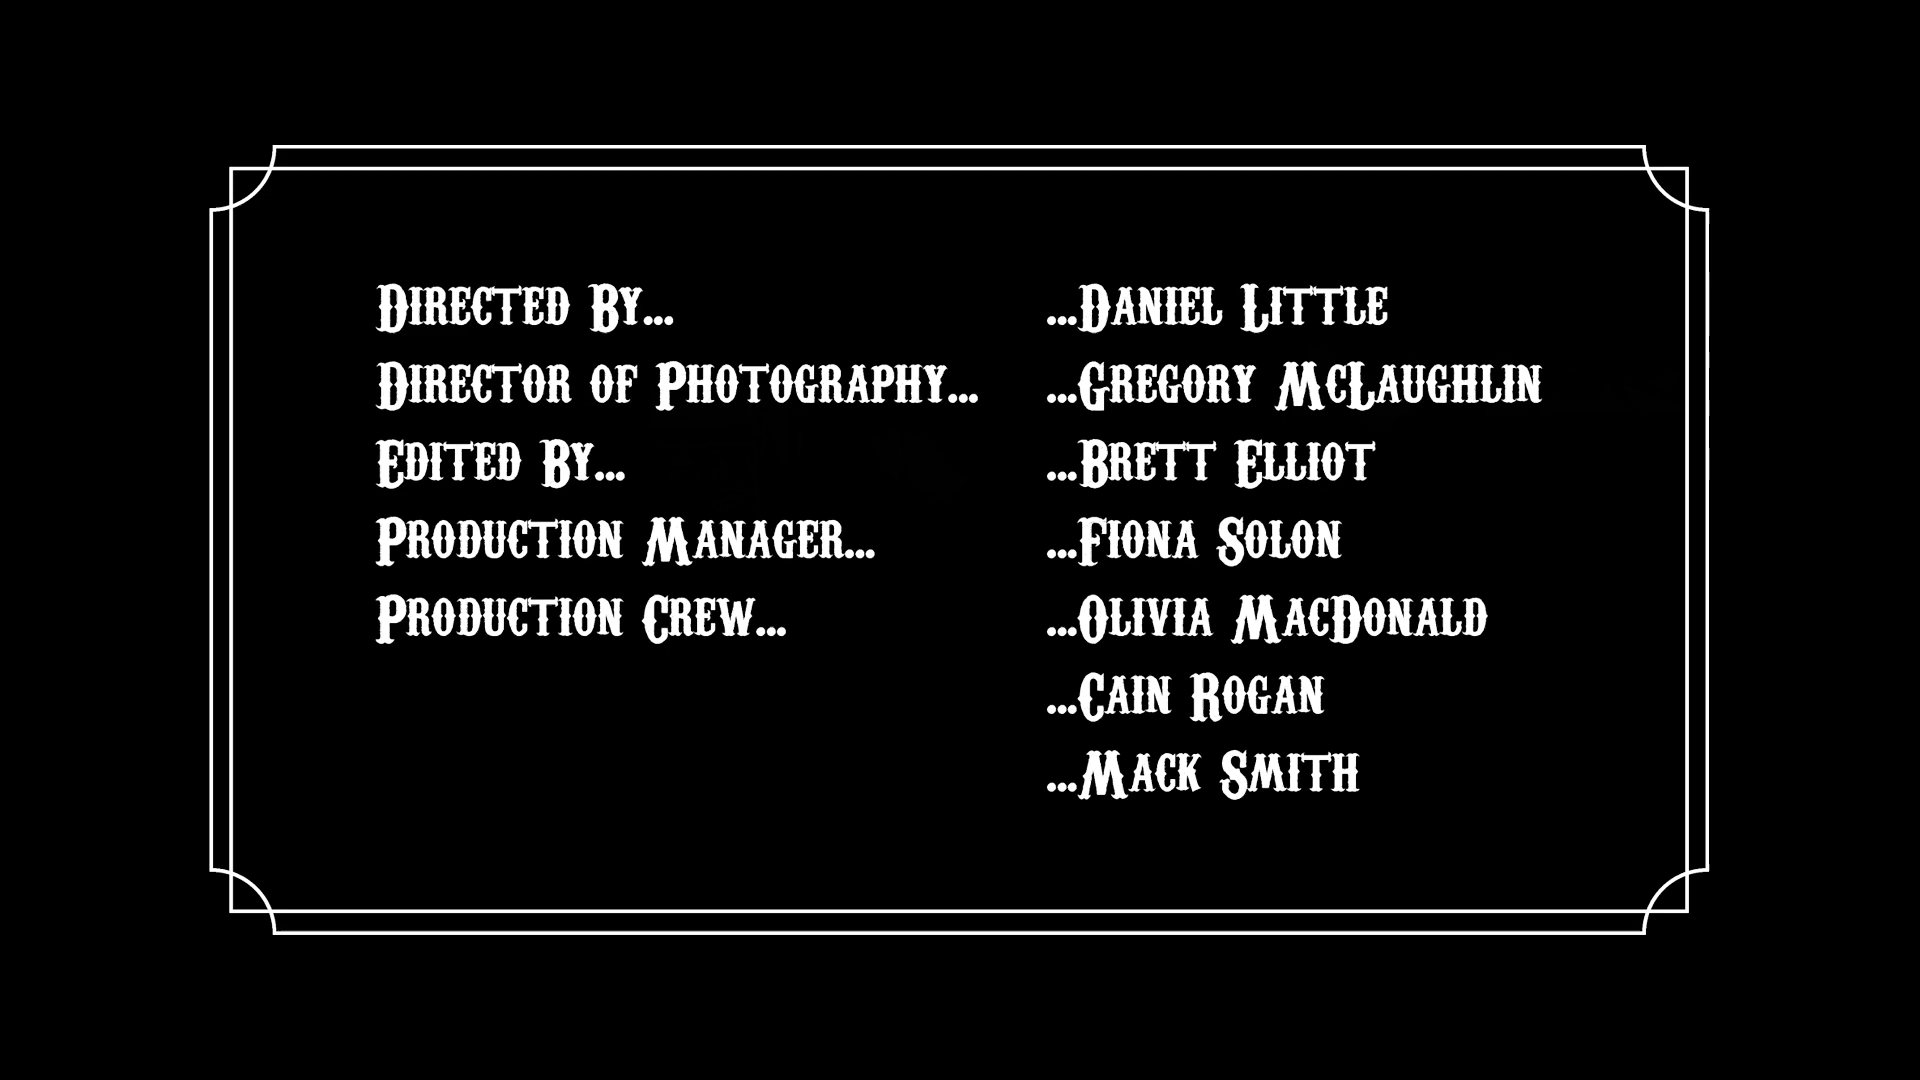 Directed By... ...Daniel Little
Director of Photography... ...Gregory McLaughlin
Edited By... ...Brett Elliot
Production Manager... ...Fiona Solon
Production Crew... ...Olivia MacDonald
...Cain Rogan
...Mack Smith